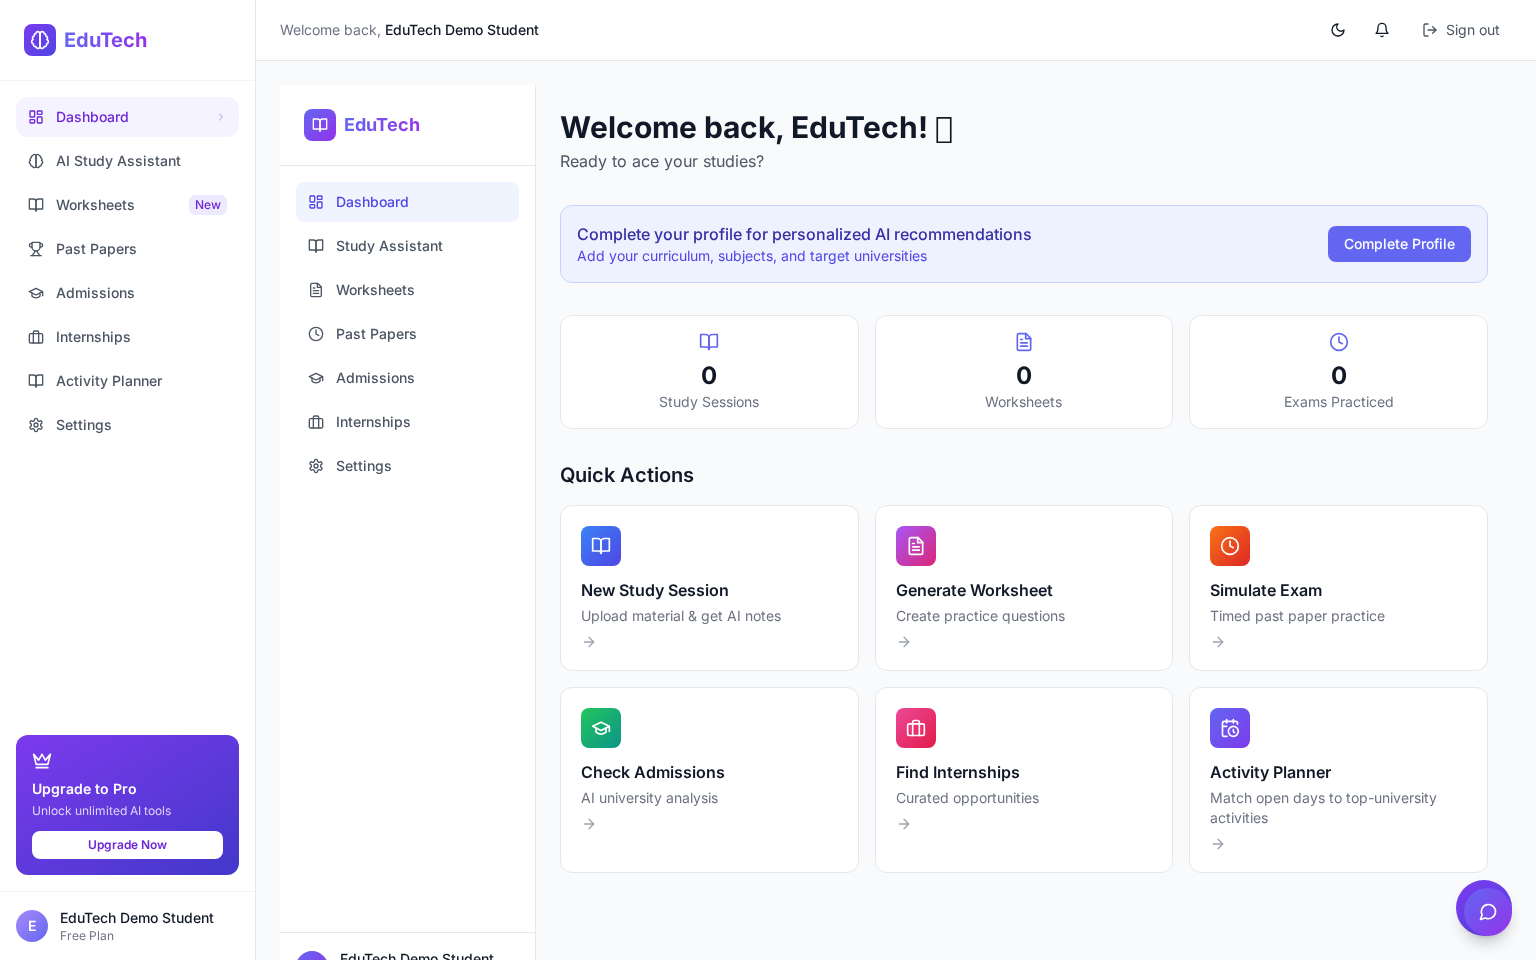 EduTech
Dashboard
AI Study Assistant
Worksheets New
Past Papers
Admissions
Internships
Activity Planner
Settings
Upgrade to Pro
Unlock unlimited AI tools
Upgrade Now
E
EduTech Demo Student
Free Plan
Welcome back, EduTech Demo Student
Sign out
EduTech
Dashboard
Study Assistant
Worksheets
Past Papers
Admissions
Internships
Settings
EduTech Demo Student
Welcome back, EduTech!
Ready to ace your studies?
Complete your profile for personalized AI recommendations
Add your curriculum, subjects, and target universities
Complete Profile
0
Study Sessions
0
Worksheets
0
Exams Practiced
Quick Actions
New Study Session
Upload material & get AI notes
Generate Worksheet
Create practice questions
Simulate Exam
Timed past paper practice
Check Admissions
AI university analysis
Find Internships
Curated opportunities
Activity Planner
Match open days to top-university
activities